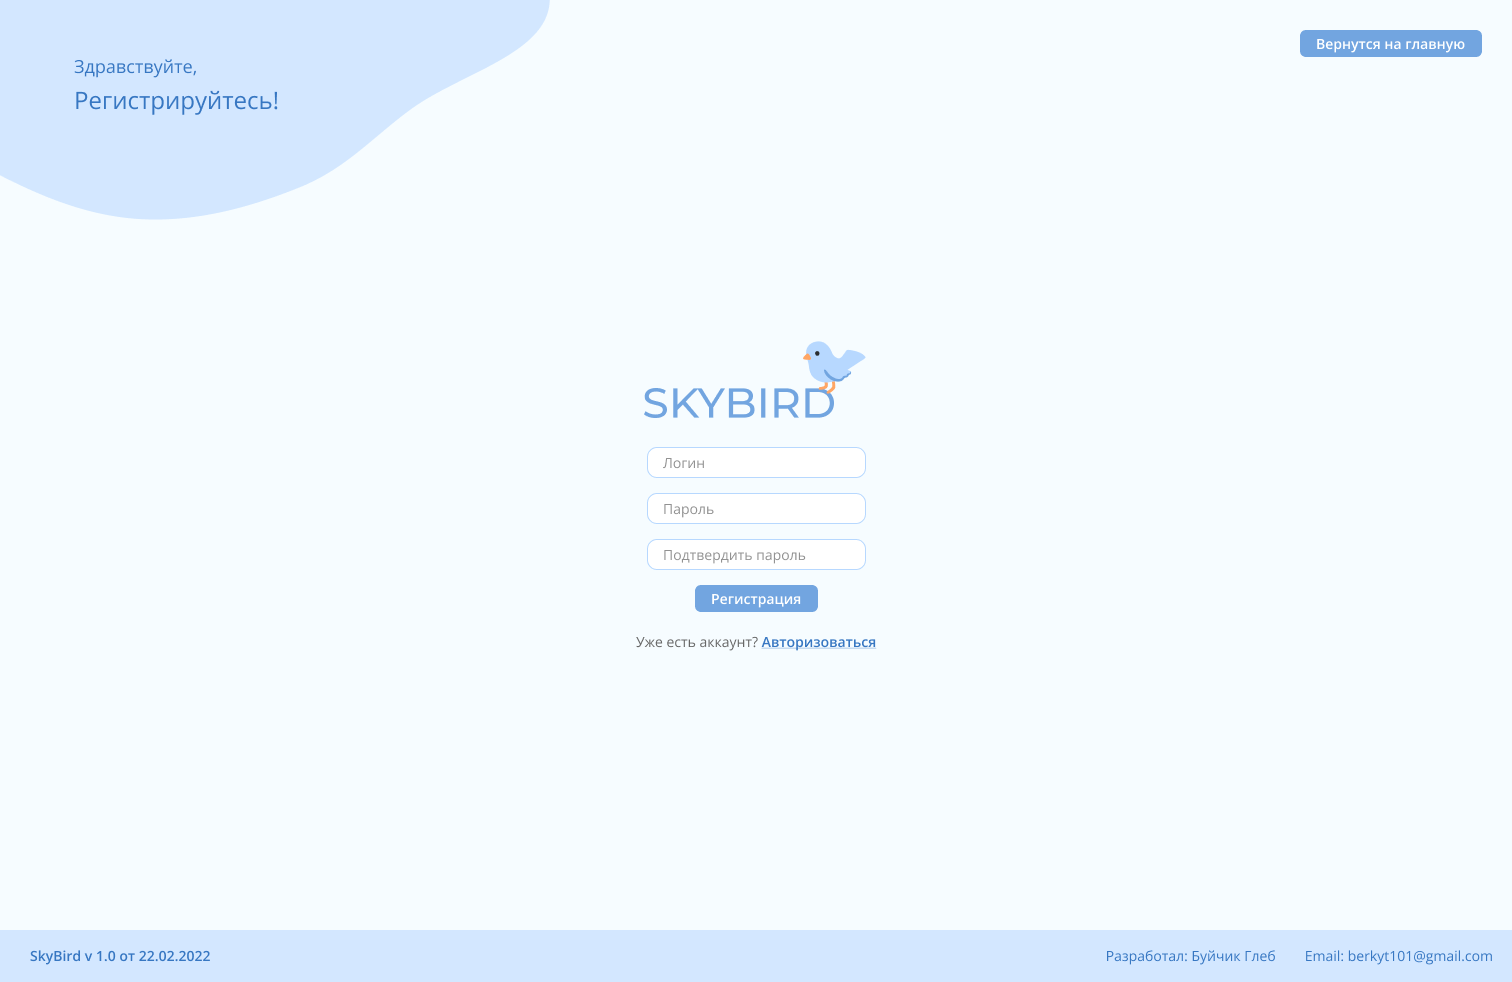 Здравствуйте,
Регистрируйтесь!
Вернутся на главную
SKYBIRD
Логин
Пароль
Подтвердить пароль
Регистрация
Уже есть аккаунт? Авторизоваться
SkyBird v 1.0 от 22.02.2022
Разработал: Буйчик Глеб
Email: berkyt101@gmail.com